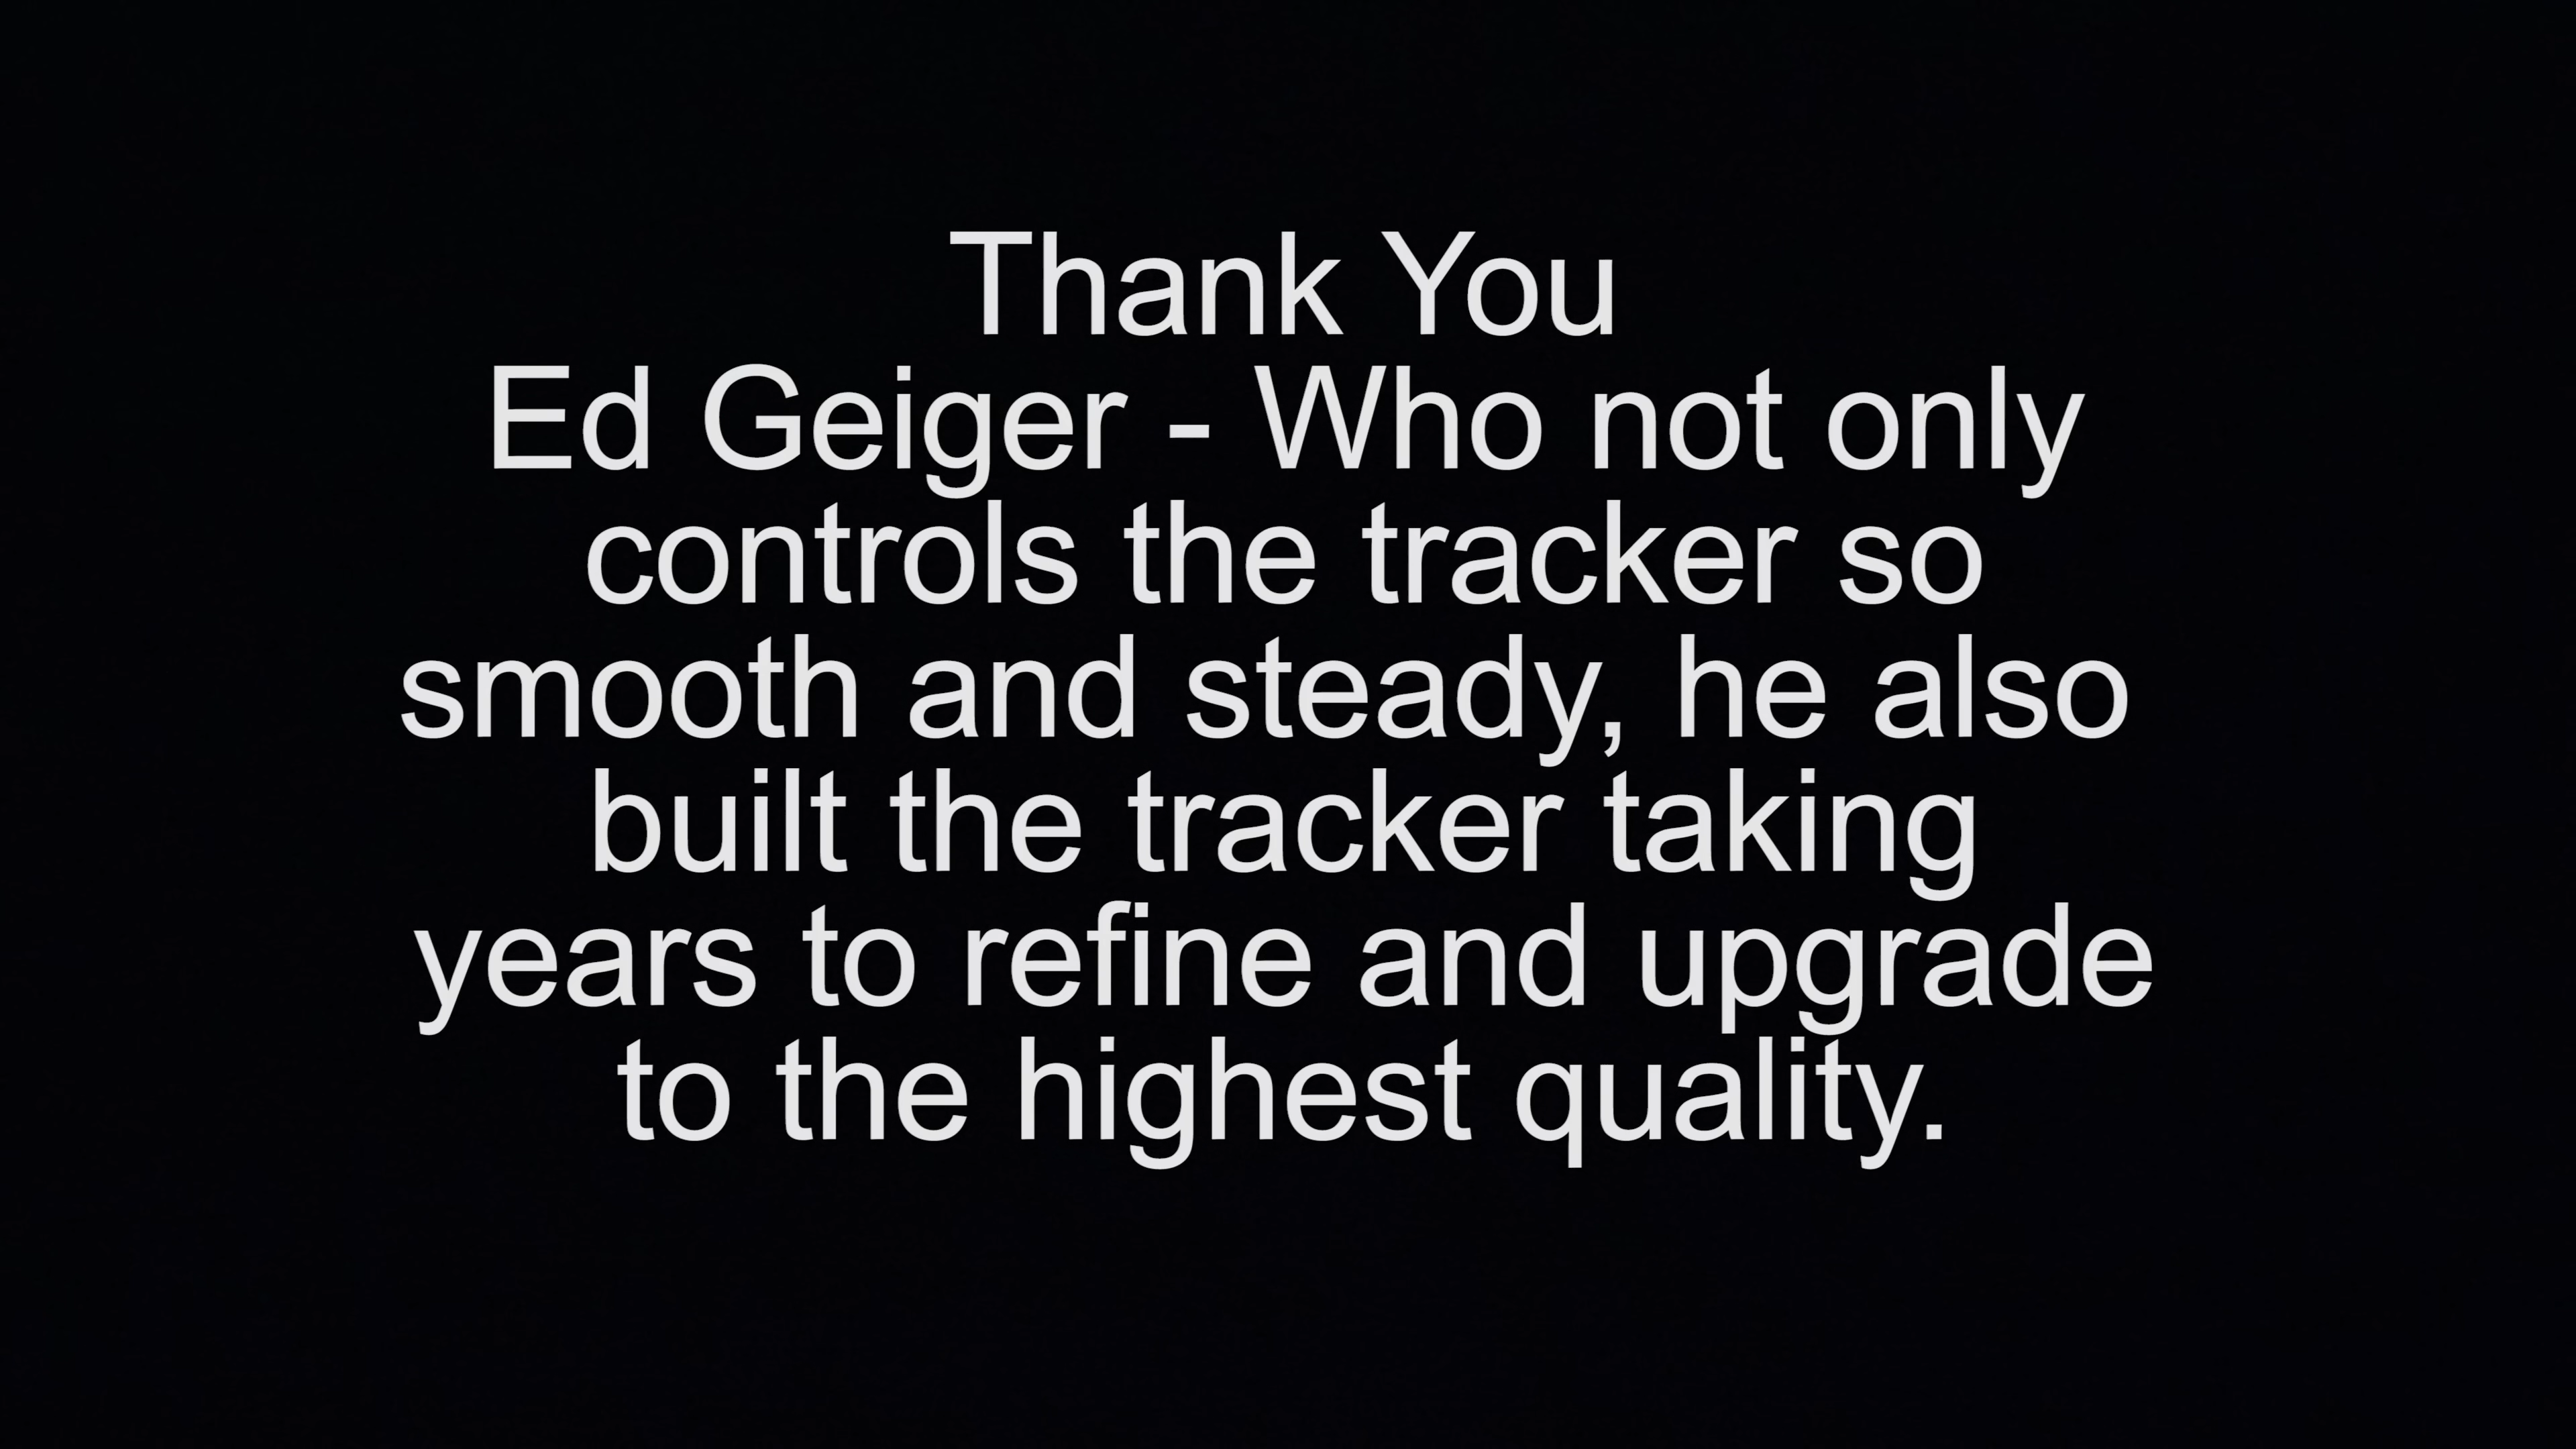 Thank You
Ed Geiger - Who not only
controls the tracker so
smooth and steady, he also
built the tracker taking
years to refine and upgrade
to the highest quality.